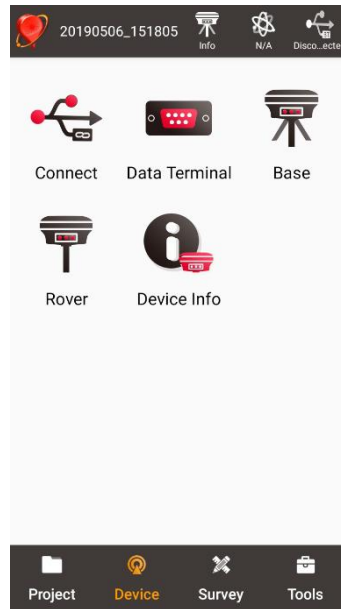 20190506_151805
Info
N/A
Disco...ecte
Connect
Data Terminal
Base
Rover
Device Info
Project
Device
Survey
Tools